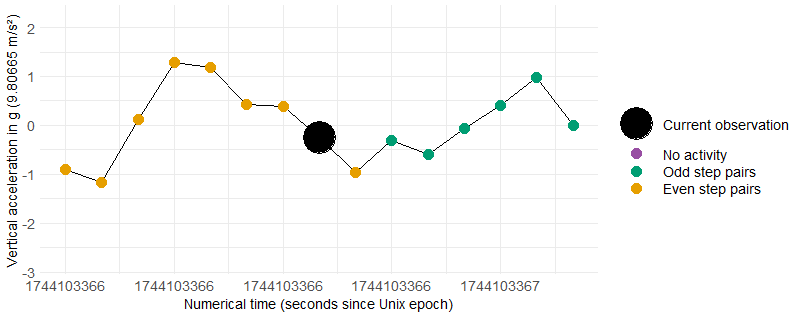 Vertical acceleration in g (9.80665 m/s²)
2
1
0
-1
-2
-3
1744103366 1744103366 1744103366 1744103366 1744103367
Numerical time (seconds since Unix epoch)
Current observation
No activity
Odd step pairs
Even step pairs